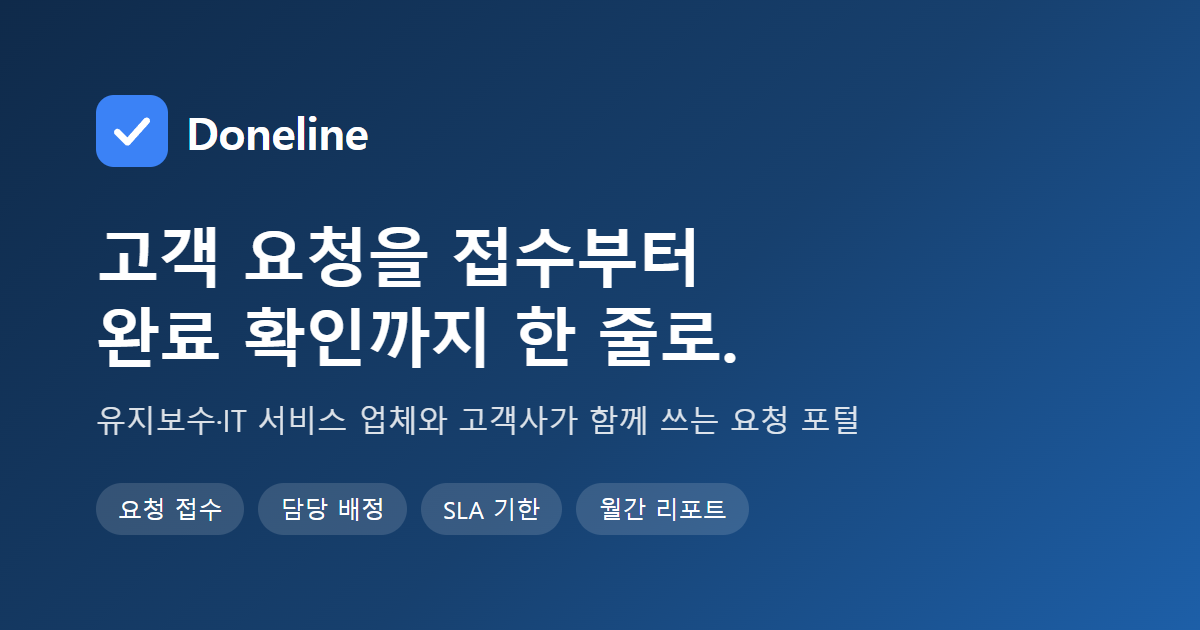 Doneline
고객 요청을 접수부터
완료 확인까지 한 줄로.
유지보수·IT 서비스 업체와 고객사가 함께 쓰는 요청 포털
요청 접수 담당 배정 SLA 기한 월간 리포트